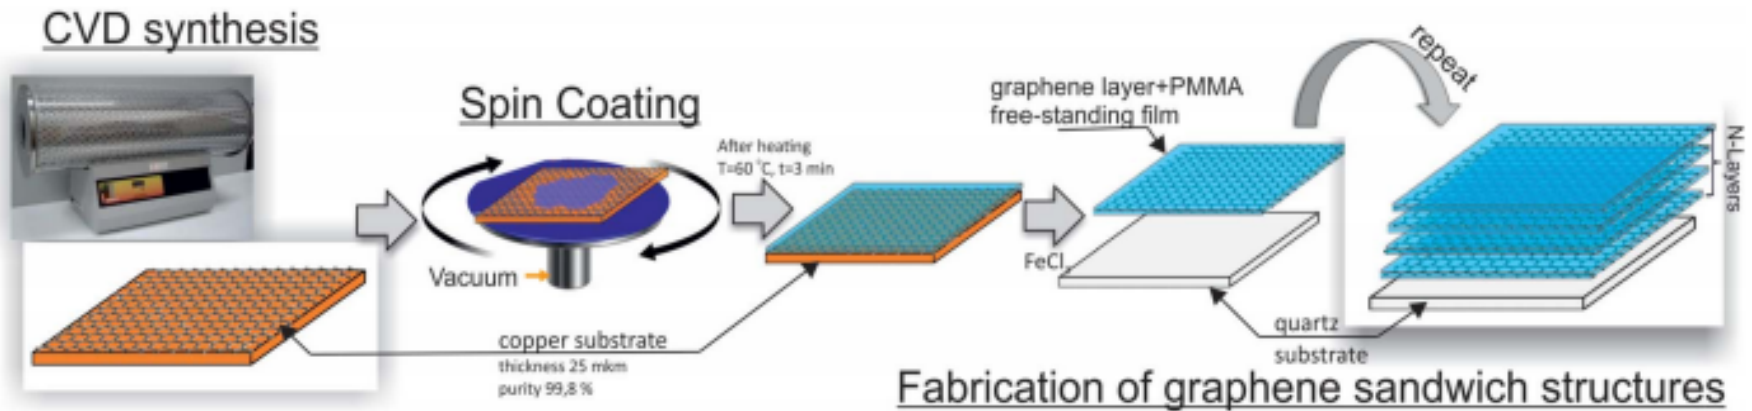 CVD synthesis
Spin Coating
Vacuum
After heating
T=60 °C, t=3 min
copper substrate
thickness 25 mkm
purity 99,8 %
graphene layer+PMMA
free-standing film
FeCl
quartz
substrate
repeat
N-Layers
Fabrication of graphene sandwich structures